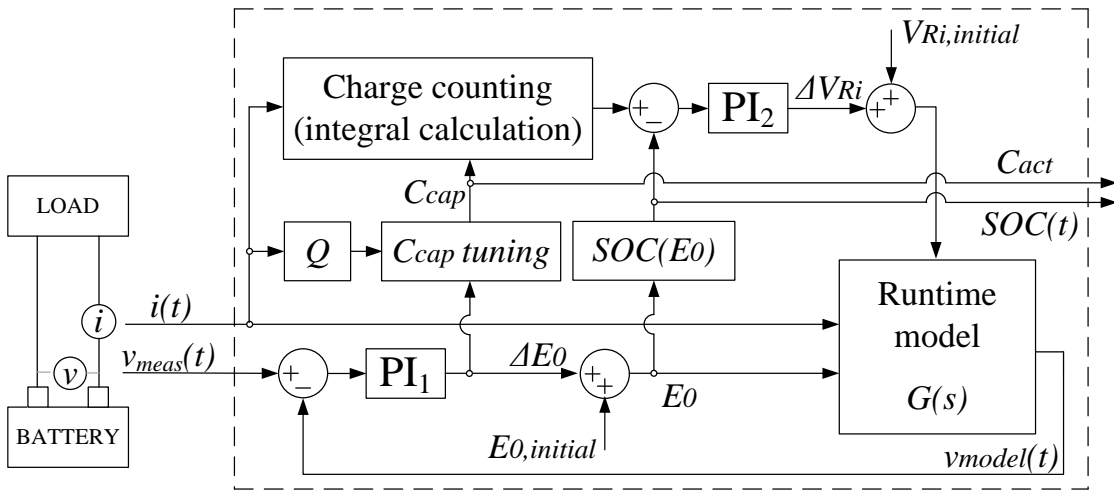 VRi,initial
Charge counting
(integral calculation)
+
−
PI2
ΔVRi
+
+
Cact
Ccap
SOC(t)
LOAD
Q
Ccap tuning
SOC(E0)
Runtime
model
G(s)
i
i(t)
v
vmeas(t)
+
−
PI1
ΔE0
+
+
E0
BATTERY
E0,initial
vmodel(t)